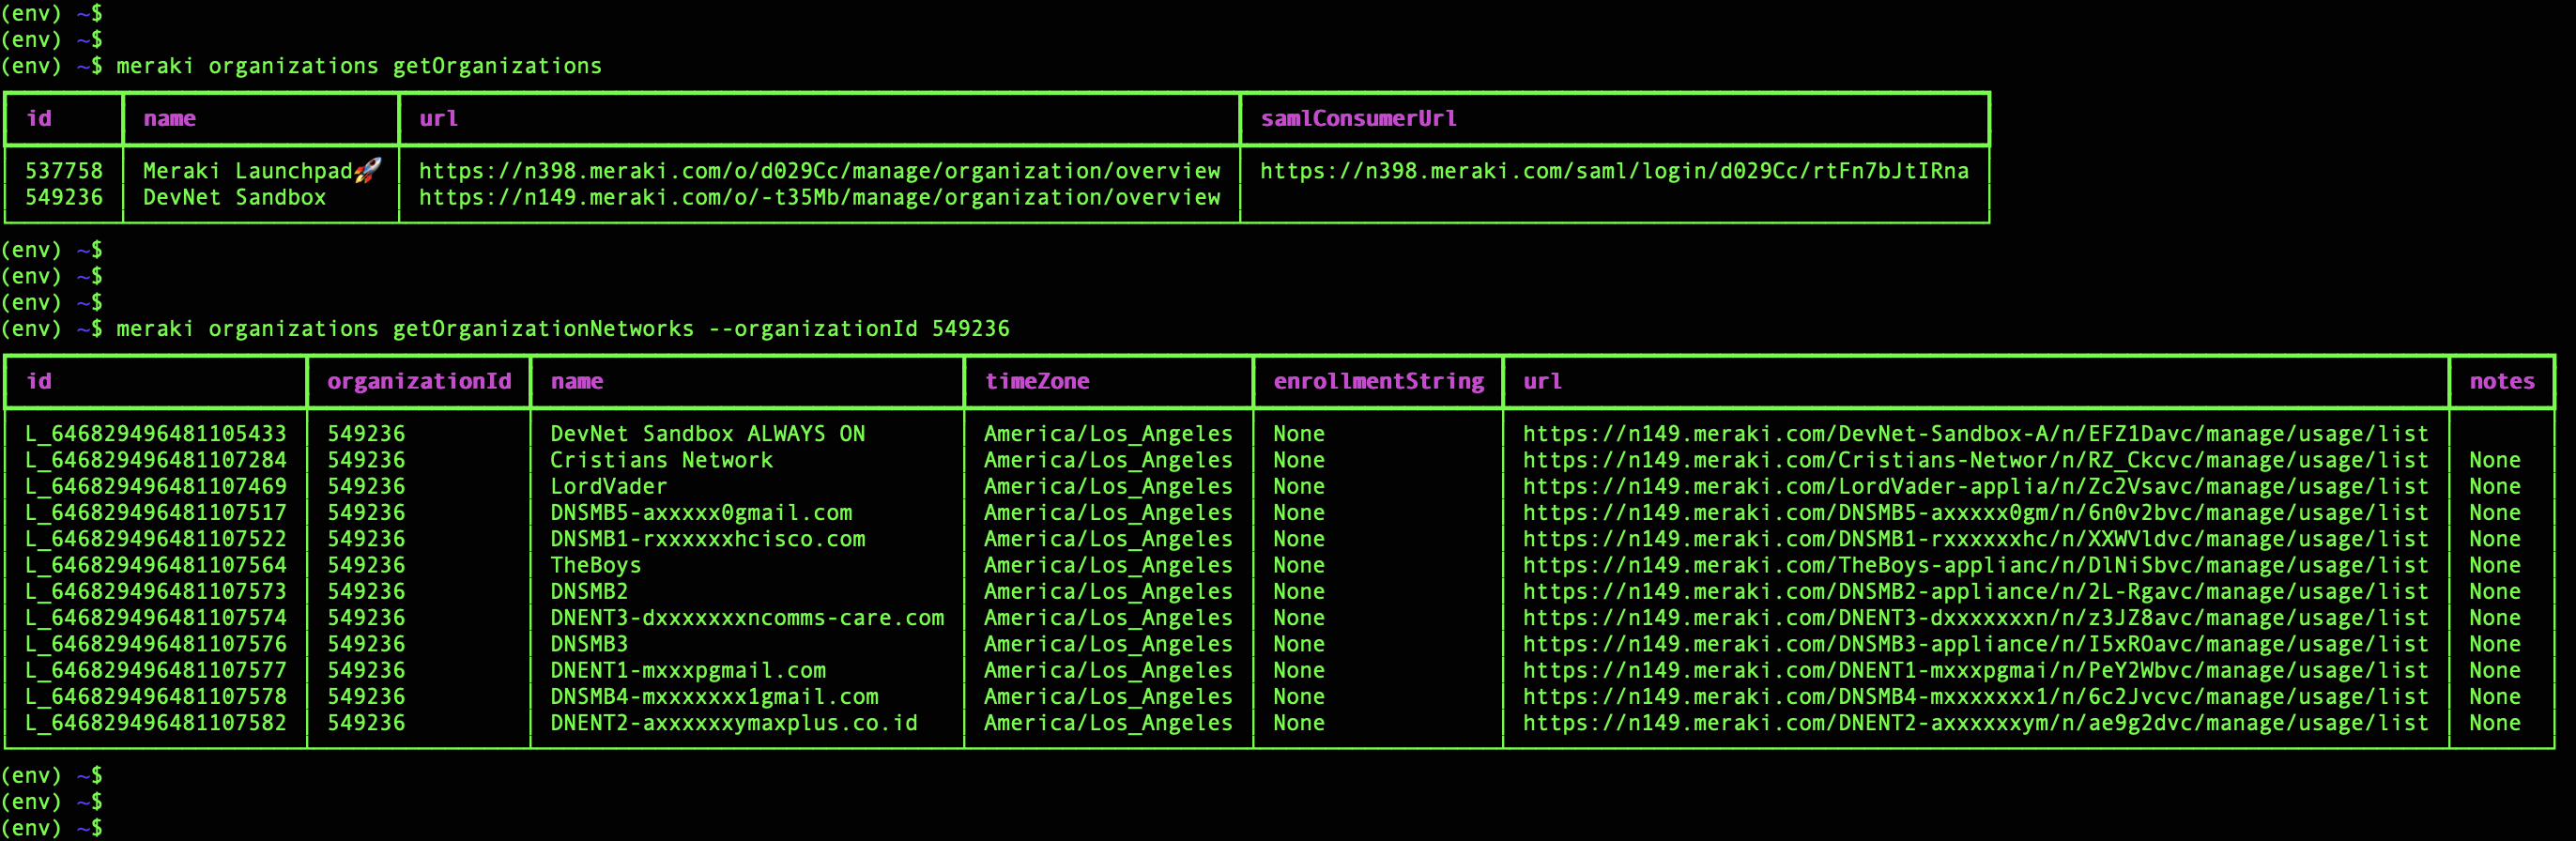 (env) ~$
(env) ~$
(env) ~$ meraki organizations getOrganizations
id name url samlConsumerUrl
537758 Meraki Launchpad🚀 https://n398.meraki.com/o/d029Cc/manage/organization/overview https://n398.meraki.com/saml/login/d029Cc/rtFn7bJtIRna
549236 DevNet Sandbox https://n149.meraki.com/o/-t35Mb/manage/organization/overview
(env) ~$
(env) ~$
(env) ~$
(env) ~$ meraki organizations getOrganizationNetworks --organizationId 549236
id organizationId name timeZone enrollmentString url notes
L_646829496481105433 549236 DevNet Sandbox ALWAYS ON America/Los_Angeles None https://n149.meraki.com/DevNet-Sandbox-A/n/EFZ1Davc/manage/usage/list
L_646829496481107284 549236 Cristians Network America/Los_Angeles None https://n149.meraki.com/Cristians-Networ/n/RZ_Ckcvc/manage/usage/list None
L_646829496481107469 549236 LordVader America/Los_Angeles None https://n149.meraki.com/LordVader-applia/n/Zc2Vsavc/manage/usage/list None
L_646829496481107517 549236 DNSMB5-axxxxx0gmail.com America/Los_Angeles None https://n149.meraki.com/DNSMB5-axxxxx0gm/n/6n0v2bvc/manage/usage/list None
L_646829496481107522 549236 DNSMB1-rxxxxxxhcisco.com America/Los_Angeles None https://n149.meraki.com/DNSMB1-rxxxxxxhc/n/XXWVldvc/manage/usage/list None
L_646829496481107564 549236 TheBoys America/Los_Angeles None https://n149.meraki.com/TheBoys-applianc/n/DlNiSbvc/manage/usage/list None
L_646829496481107573 549236 DNSMB2 America/Los_Angeles None https://n149.meraki.com/DNSMB2-appliance/n/2L-Rgavc/manage/usage/list None
L_646829496481107574 549236 DNENT3-dxxxxxxxncomms-care.com America/Los_Angeles None https://n149.meraki.com/DNENT3-dxxxxxxxn/n/z3JZ8avc/manage/usage/list None
L_646829496481107576 549236 DNSMB3 America/Los_Angeles None https://n149.meraki.com/DNSMB3-appliance/n/I5xROavc/manage/usage/list None
L_646829496481107577 549236 DNENT1-mxxxpgmail.com America/Los_Angeles None https://n149.meraki.com/DNENT1-mxxxpgmai/n/PeY2Wbvc/manage/usage/list None
L_646829496481107578 549236 DNSMB4-mxxxxxxx1gmail.com America/Los_Angeles None https://n149.meraki.com/DNSMB4-mxxxxxxx1/n/6c2Jvcvc/manage/usage/list None
L_646829496481107582 549236 DNENT2-axxxxxxymaxplus.co.id America/Los_Angeles None https://n149.meraki.com/DNENT2-axxxxxxym/n/ae9g2dvc/manage/usage/list None
(env) ~$
(env) ~$
(env) ~$